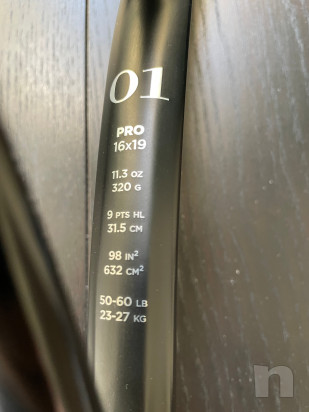 01
PRO
16x19
11.3 oz
320 G
9 PTS HL
31.5 CM
98 IN²
632 CM²
50-60 LB
23-27 KG
n